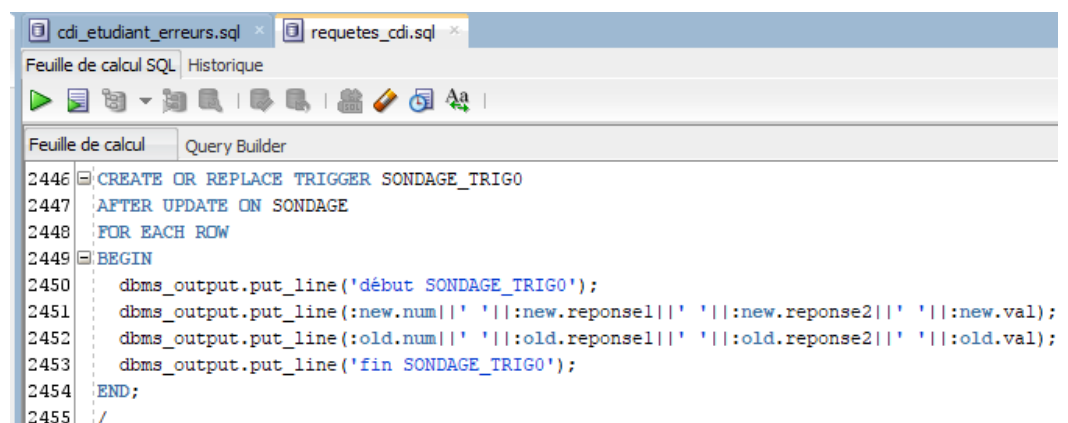 cdi_etudiant_erreurs.sql × requetes_cdi.sql ×
Feuille de calcul SQL Historique
Feuille de calcul Query Builder
2446 CREATE OR REPLACE TRIGGER SONDAGE_TRIG0
2447 AFTER UPDATE ON SONDAGE
2448 FOR EACH ROW
2449 BEGIN
2450 dbms_output.put_line('début SONDAGE_TRIG0');
2451 dbms_output.put_line(:new.num||' '||:new.reponse1||' '||:new.reponse2||' '||:new.val);
2452 dbms_output.put_line(:old.num||' '||:old.reponse1||' '||:old.reponse2||' '||:old.val);
2453 dbms_output.put_line('fin SONDAGE_TRIG0');
2454 END;
2455 /